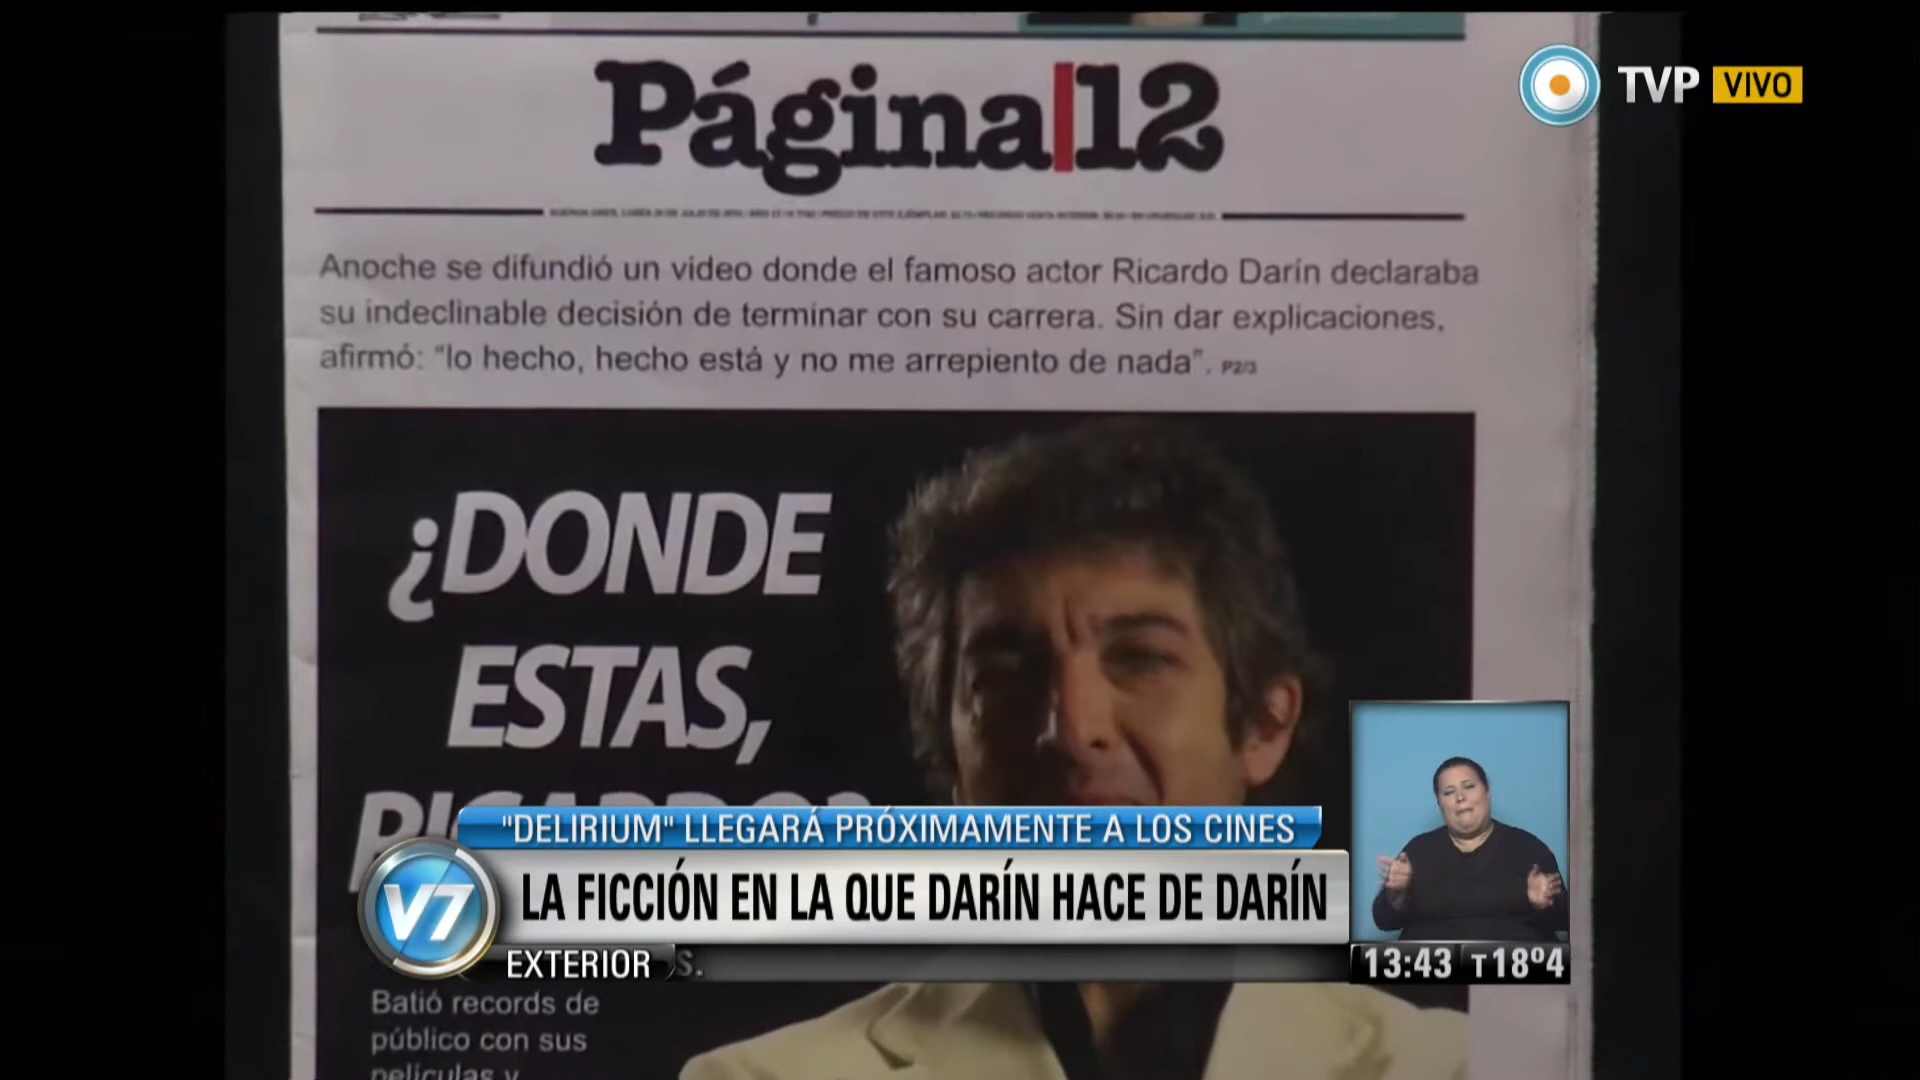 Página|12
TVP VIVO
Anoche se difundió un video donde el famoso actor Ricardo Darín declaraba
su indeclinable decisión de terminar con su carrera. Sin dar explicaciones,
afirmó: “lo hecho, hecho está y no me arrepiento de nada”. P2/3
¿DONDE
ESTAS,
"DELIRIUM" LLEGARÁ PRÓXIMAMENTE A LOS CINES
V7
LA FICCIÓN EN LA QUE DARÍN HACE DE DARÍN
EXTERIOR
13:43 T18º4
Batió records de
público con sus
películas y